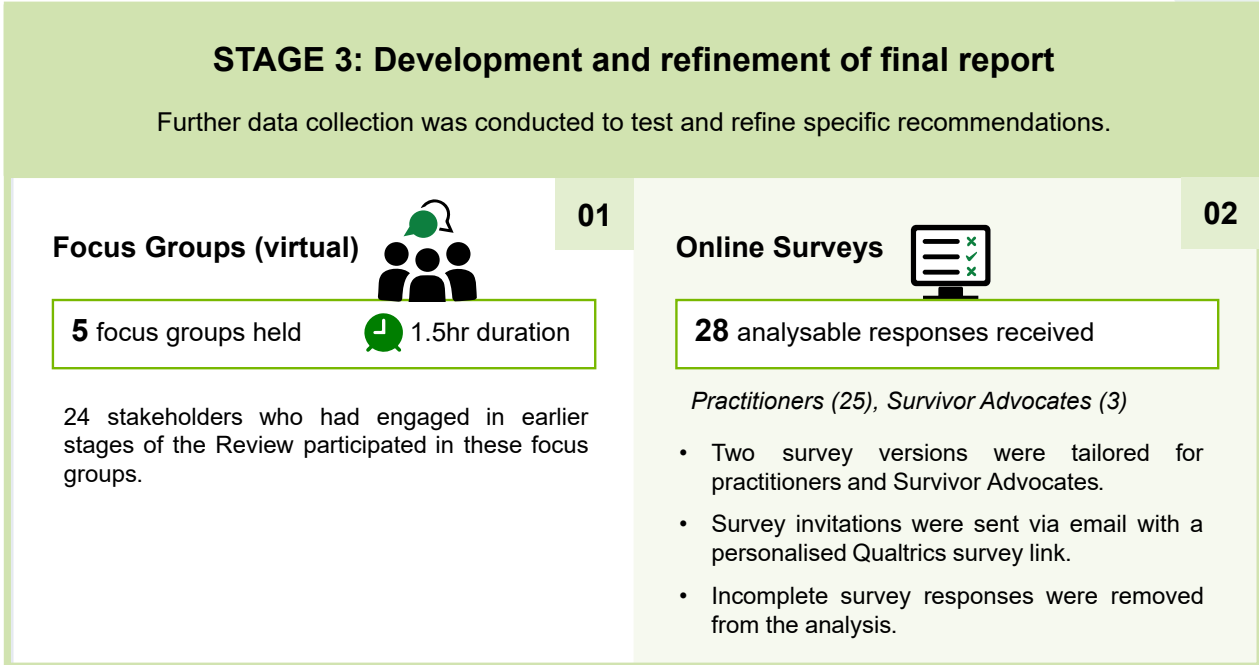 STAGE 3: Development and refinement of final report
Further data collection was conducted to test and refine specific recommendations.
01
Focus Groups (virtual)
5 focus groups held
1.5hr duration
24 stakeholders who had engaged in earlier
stages of the Review participated in these focus
groups.
02
Online Surveys
28 analysable responses received
Practitioners (25), Survivor Advocates (3)
• Two survey versions were tailored for
practitioners and Survivor Advocates.
• Survey invitations were sent via email with a
personalised Qualtrics survey link.
• Incomplete survey responses were removed
from the analysis.